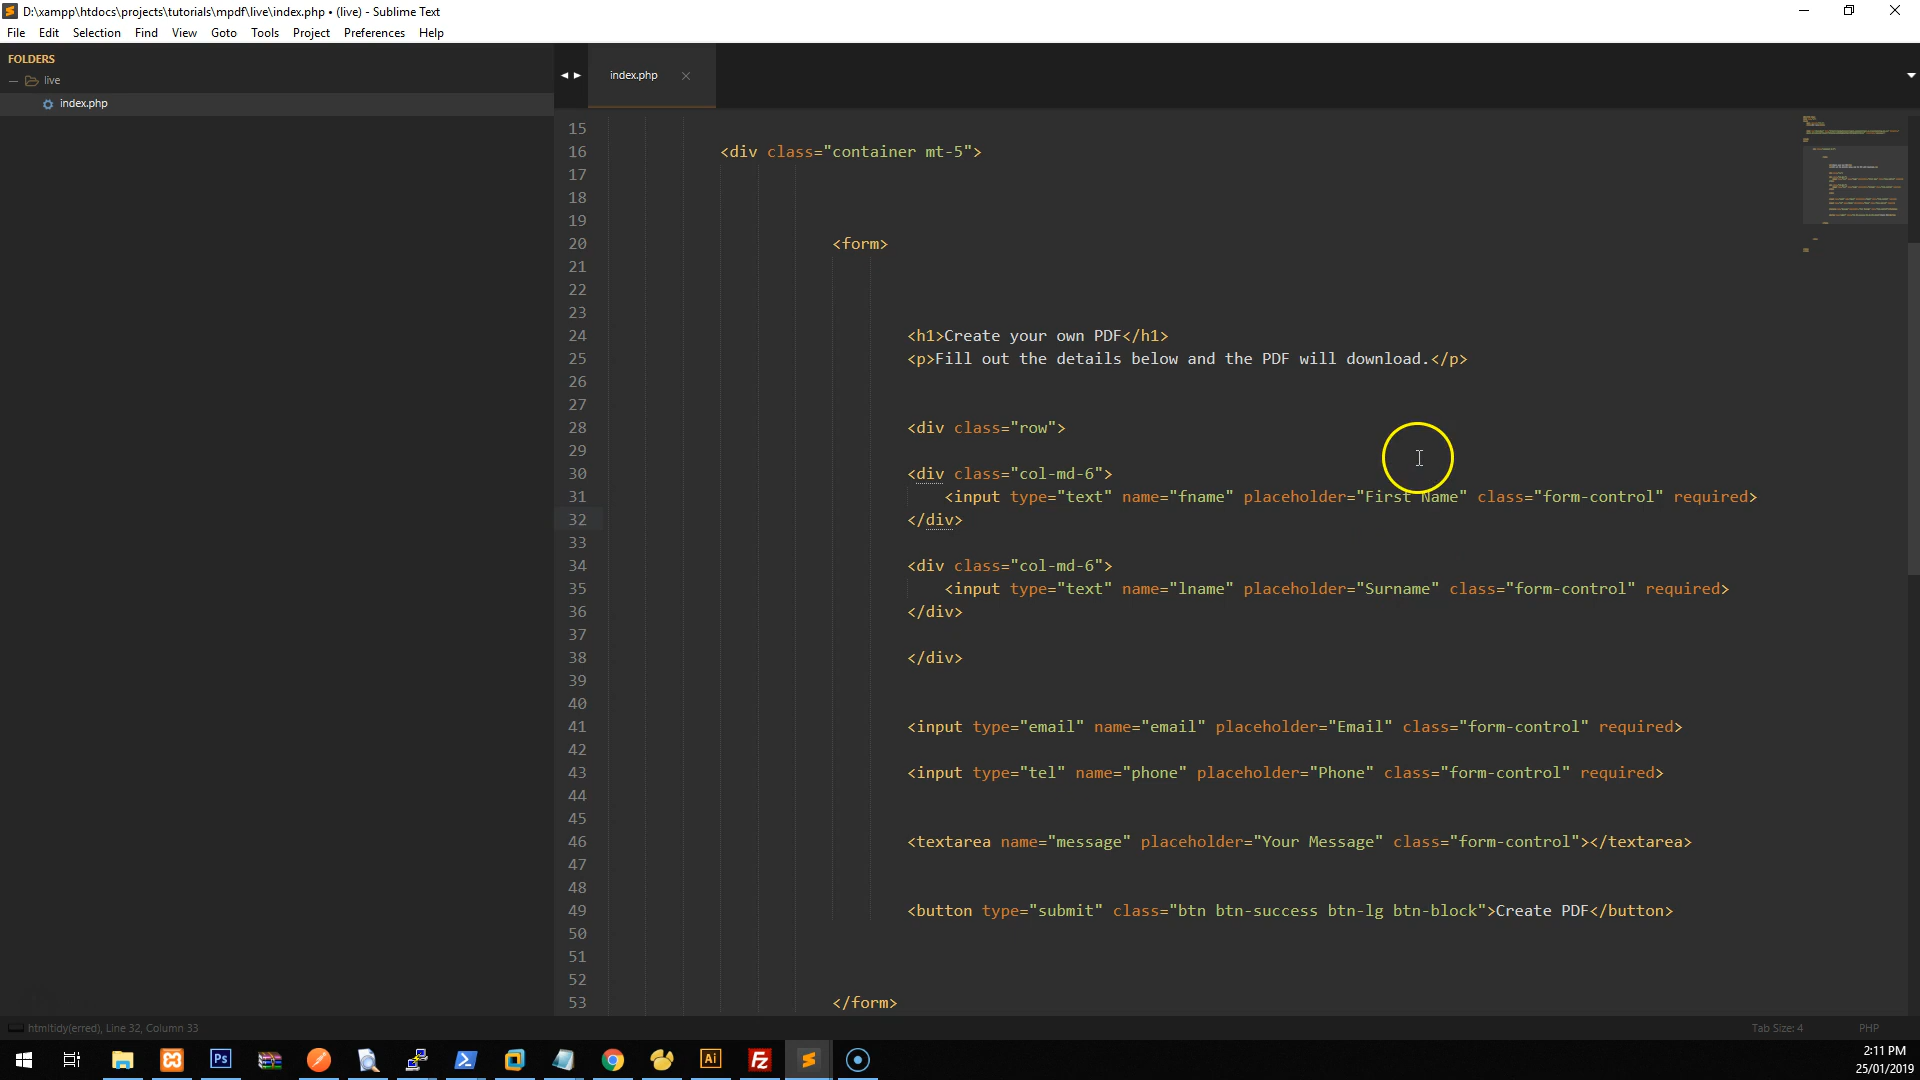 D:\xampp\htdocs\projects\tutorials\mpdf\live\index.php • (live) - Sublime Text
File Edit Selection Find View Goto Tools Project Preferences Help
FOLDERS
live
index.php
index.php
15
16 <div class="container mt-5">
17
18
19
20 <form>
21
22
23
24 <h1>Create your own PDF</h1>
25 <p>Fill out the details below and the PDF will download.</p>
26
27
28 <div class="row">
29
30 <div class="col-md-6">
31 <input type="text" name="fname" placeholder="First Name" class="form-control" required>
32 </div>
33
34 <div class="col-md-6">
35 <input type="text" name="lname" placeholder="Surname" class="form-control" required>
36 </div>
37
38 </div>
39
40
41 <input type="email" name="email" placeholder="Email" class="form-control" required>
42
43 <input type="tel" name="phone" placeholder="Phone" class="form-control" required>
44
45
46 <textarea name="message" placeholder="Your Message" class="form-control"></textarea>
47
48
49 <button type="submit" class="btn btn-success btn-lg btn-block">Create PDF</button>
50
51
52
53 </form>
htmltidy(erred), Line 32, Column 33
Tab Size: 4 PHP
Ps
Ai
Fz
2:11 PM
25/01/2019